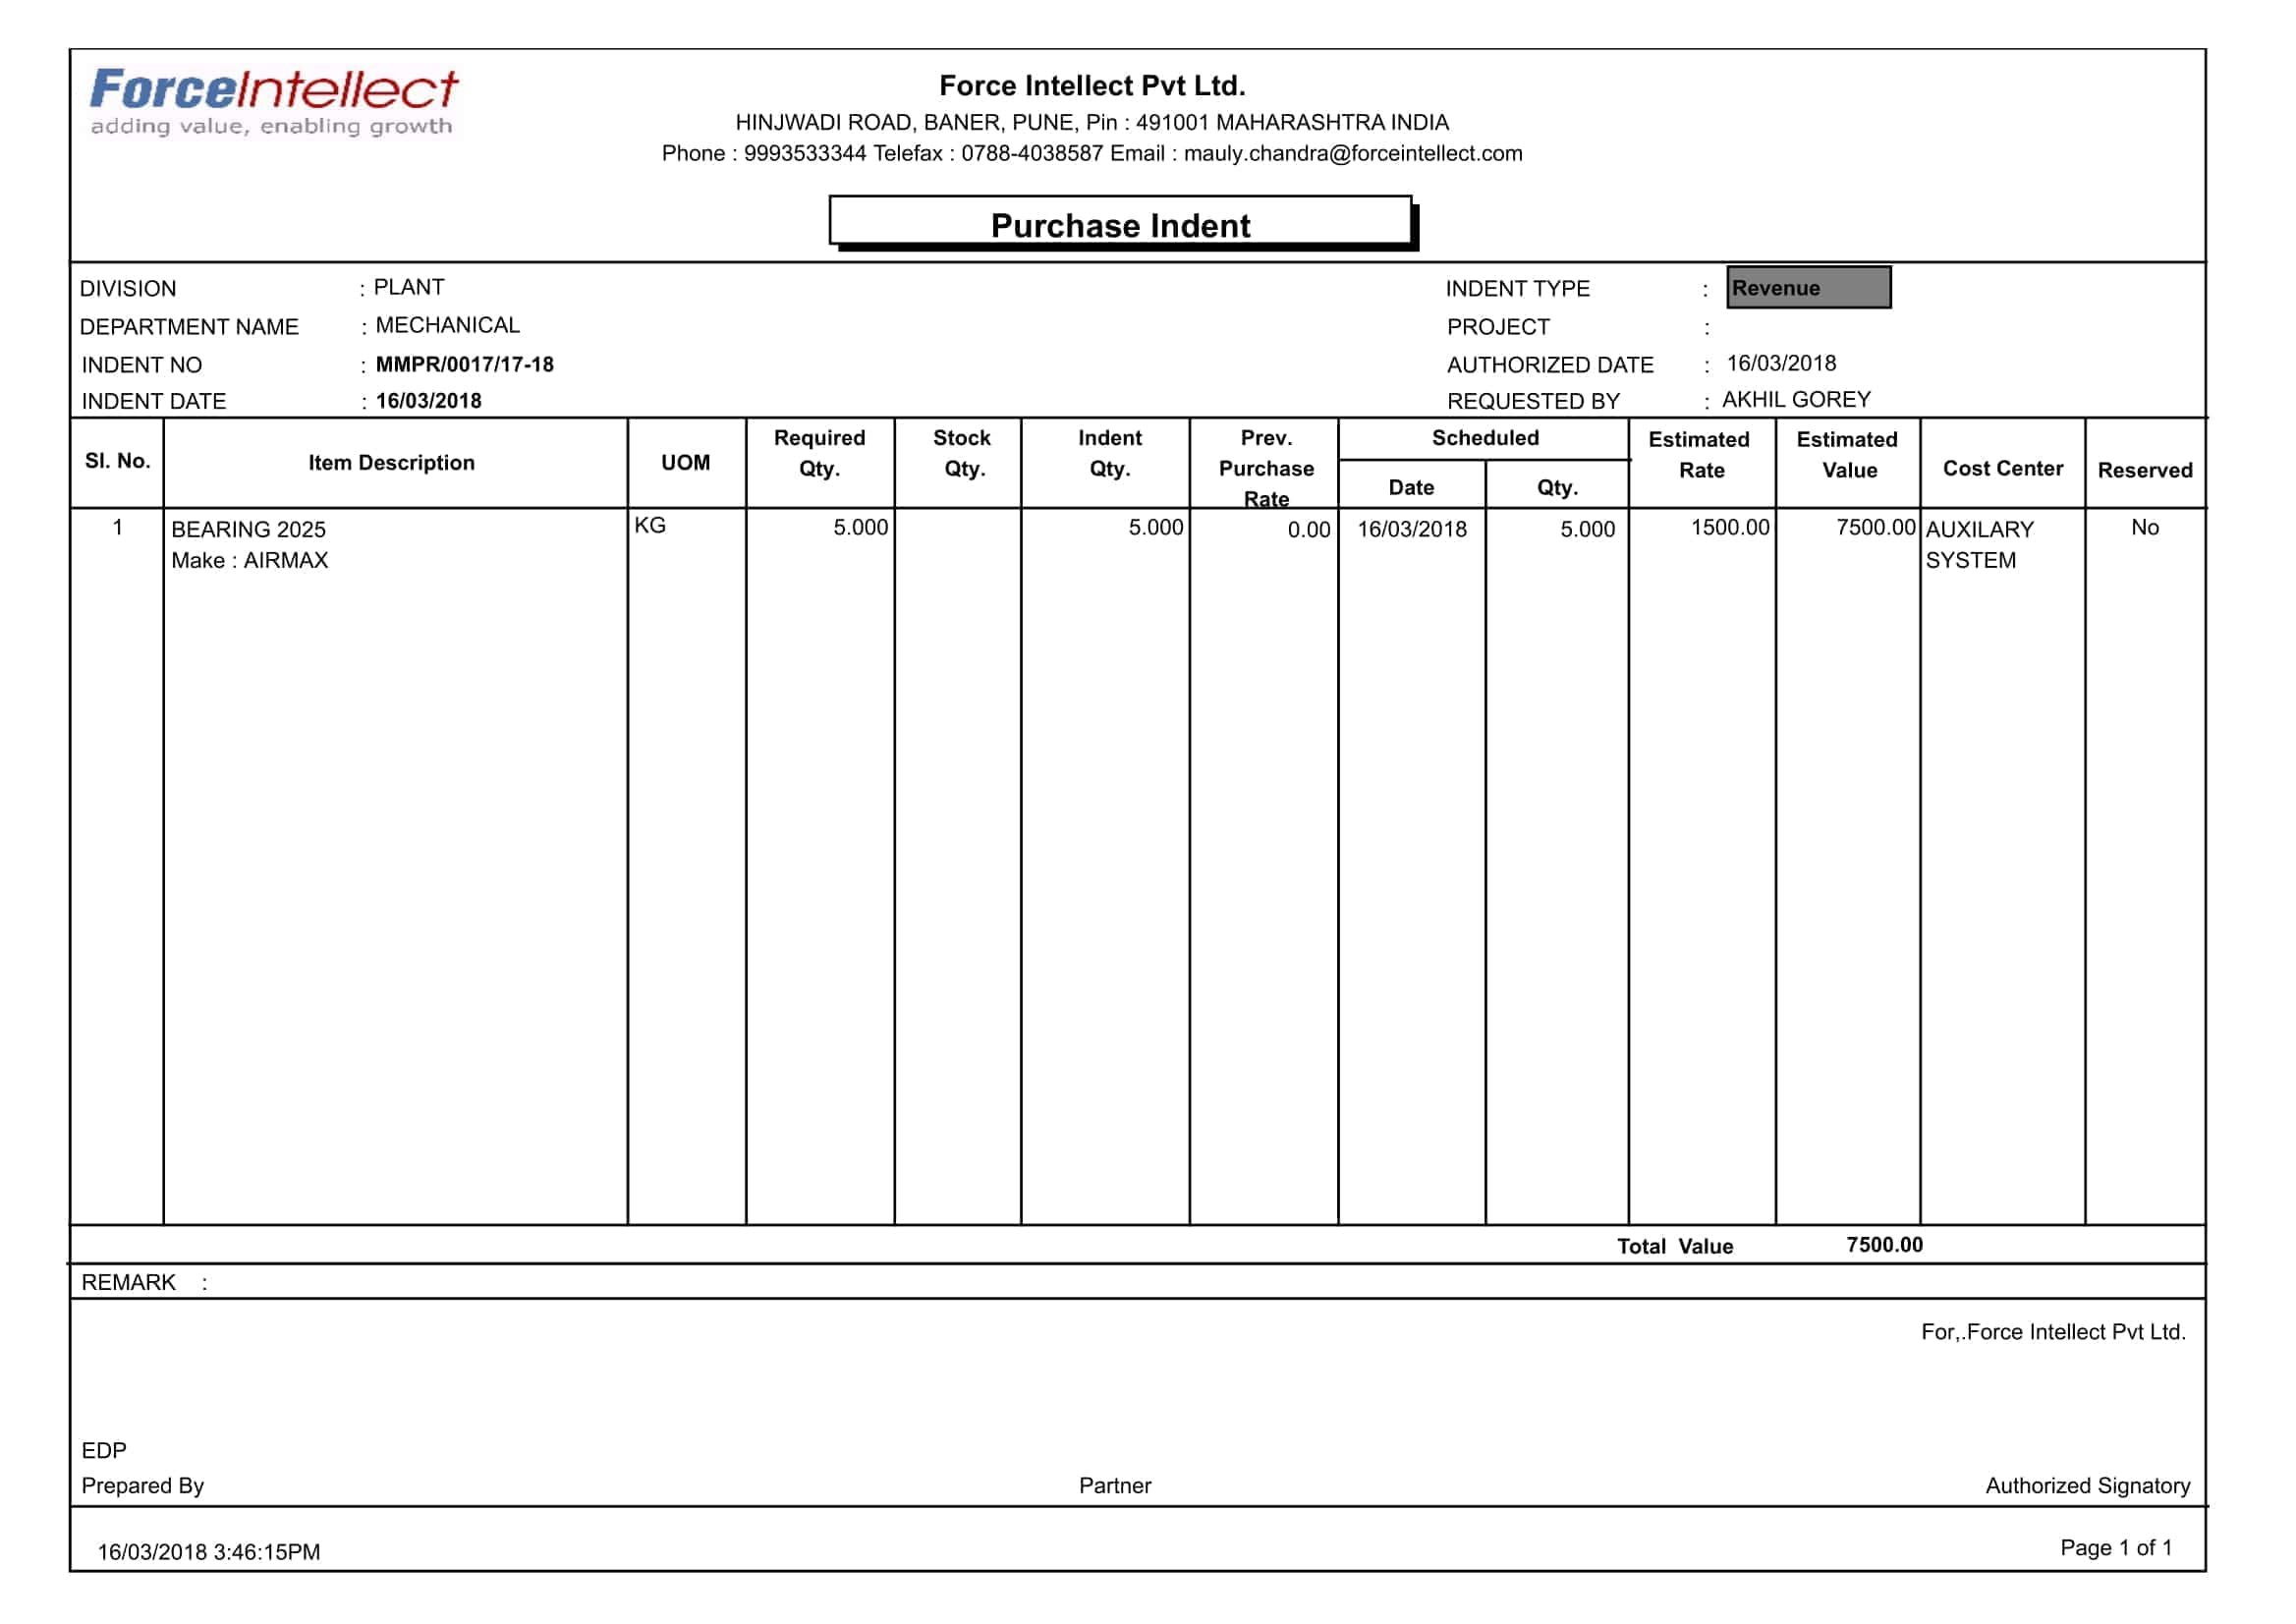 ForceIntellect
adding value, enabling growth
Force Intellect Pvt Ltd.
HINJWADI ROAD, BANER, PUNE, Pin : 491001 MAHARASHTRA INDIA
Phone : 9993533344 Telefax : 0788-4038587 Email : mauly.chandra@forceintellect.com
Purchase Indent
DIVISION : PLANT INDENT TYPE : Revenue
DEPARTMENT NAME : MECHANICAL PROJECT :
INDENT NO : MMPR/0017/17-18 AUTHORIZED DATE : 16/03/2018
INDENT DATE : 16/03/2018 REQUESTED BY : AKHIL GOREY
Sl. No. Item Description UOM Required Qty. Stock Qty. Indent Qty. Prev. Purchase Rate Scheduled Date Qty. Estimated Rate Estimated Value Cost Center Reserved
1 BEARING 2025 KG 5.000 5.000 0.00 16/03/2018 5.000 1500.00 7500.00 AUXILARY No
Make : AIRMAX SYSTEM
Total Value 7500.00
REMARK :
For,.Force Intellect Pvt Ltd.
EDP
Prepared By Partner Authorized Signatory
16/03/2018 3:46:15PM Page 1 of 1